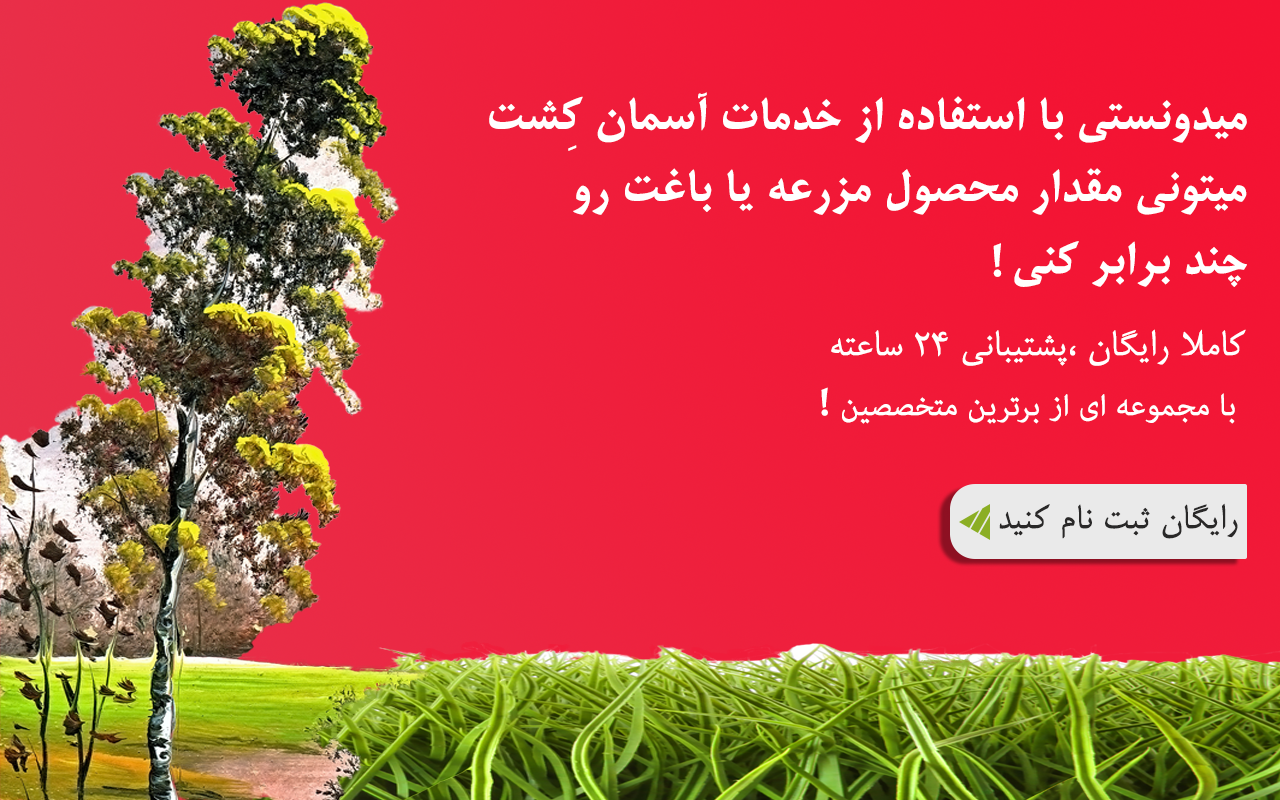 میدونستی با استفاده از خدمات آسمان کِشت
میتونی مقدار محصول مزرعه یا باغت رو
چند برابر کنی !
کاملا رایگان ،پشتیبانی ۲۴ ساعته
با مجموعه ای از برترین متخصصین !
رایگان ثبت نام کنید